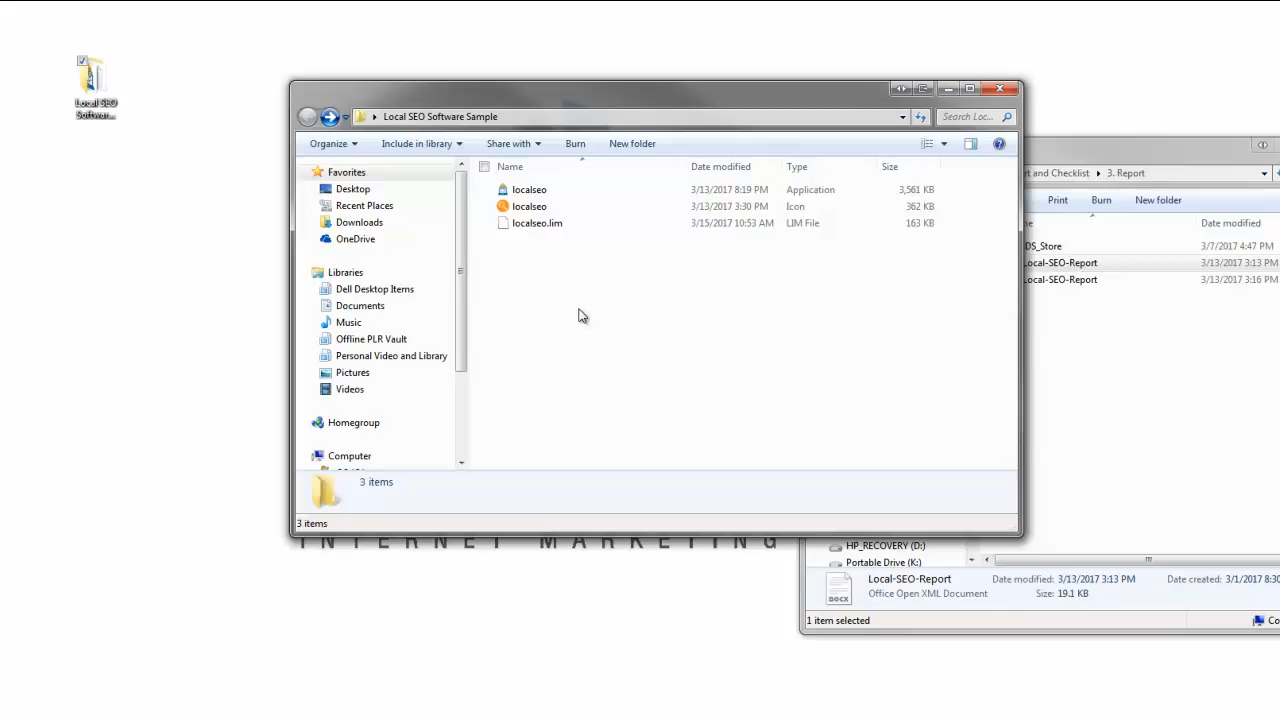 Local SEO
Softwar...
Local SEO Software Sample
Search Loc...
Organize
Include in library
Share with
Burn
New folder
Name
Date modified
Type
Size
localseo
3/13/2017 8:19 PM
Application
3,561 KB
localseo
3/13/2017 3:30 PM
Icon
362 KB
localseo.lim
3/15/2017 10:53 AM
LIM File
163 KB
Favorites
Desktop
Recent Places
Downloads
OneDrive
Libraries
Dell Desktop Items
Documents
Music
Offline PLR Vault
Personal Video and Library
Pictures
Videos
Homegroup
Computer
3 items
3 items
INTERNET MARKETING
rt and Checklist
3. Report
Print
Burn
New folder
me
Date modified
DS_Store
3/7/2017 4:47 PM
Local-SEO-Report
3/13/2017 3:13 PM
Local-SEO-Report
3/13/2017 3:16 PM
HP_RECOVERY (D:)
Portable Drive (K:)
DOCX
Local-SEO-Report
Date modified: 3/13/2017 3:13 PM
Date created: 3/1/2017 8:30
Office Open XML Document
Size: 19.1 KB
1 item selected
Co